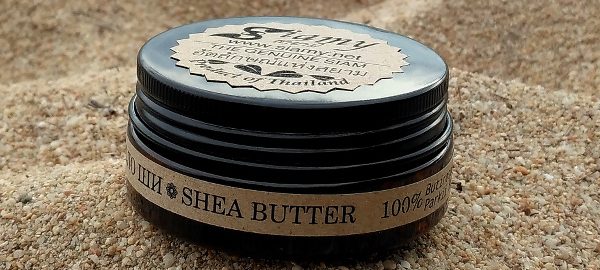 Siamy
www.siamy.net
THE GENUINE SIAM
Product of Thailand
ШИ ❁ SHEA BUTTER 100%